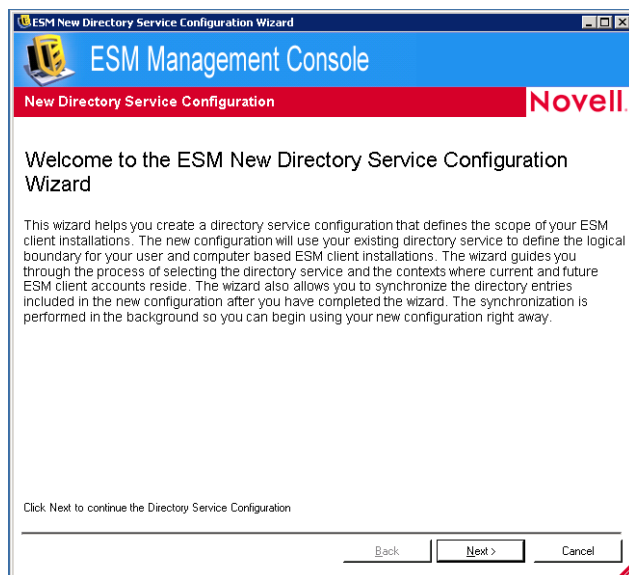 ESM New Directory Service Configuration Wizard
ESM Management Console
New Directory Service Configuration
Novell.
Welcome to the ESM New Directory Service Configuration
Wizard
This wizard helps you create a directory service configuration that defines the scope of your ESM
client installations. The new configuration will use your existing directory service to define the logical
boundary for your user and computer based ESM client installations. The wizard guides you
through the process of selecting the directory service and the contexts where current and future
ESM client accounts reside. The wizard also allows you to synchronize the directory entries
included in the new configuration after you have completed the wizard. The synchronization is
performed in the background so you can begin using your new configuration right away.
Click Next to continue the Directory Service Configuration
Back
Next >
Cancel